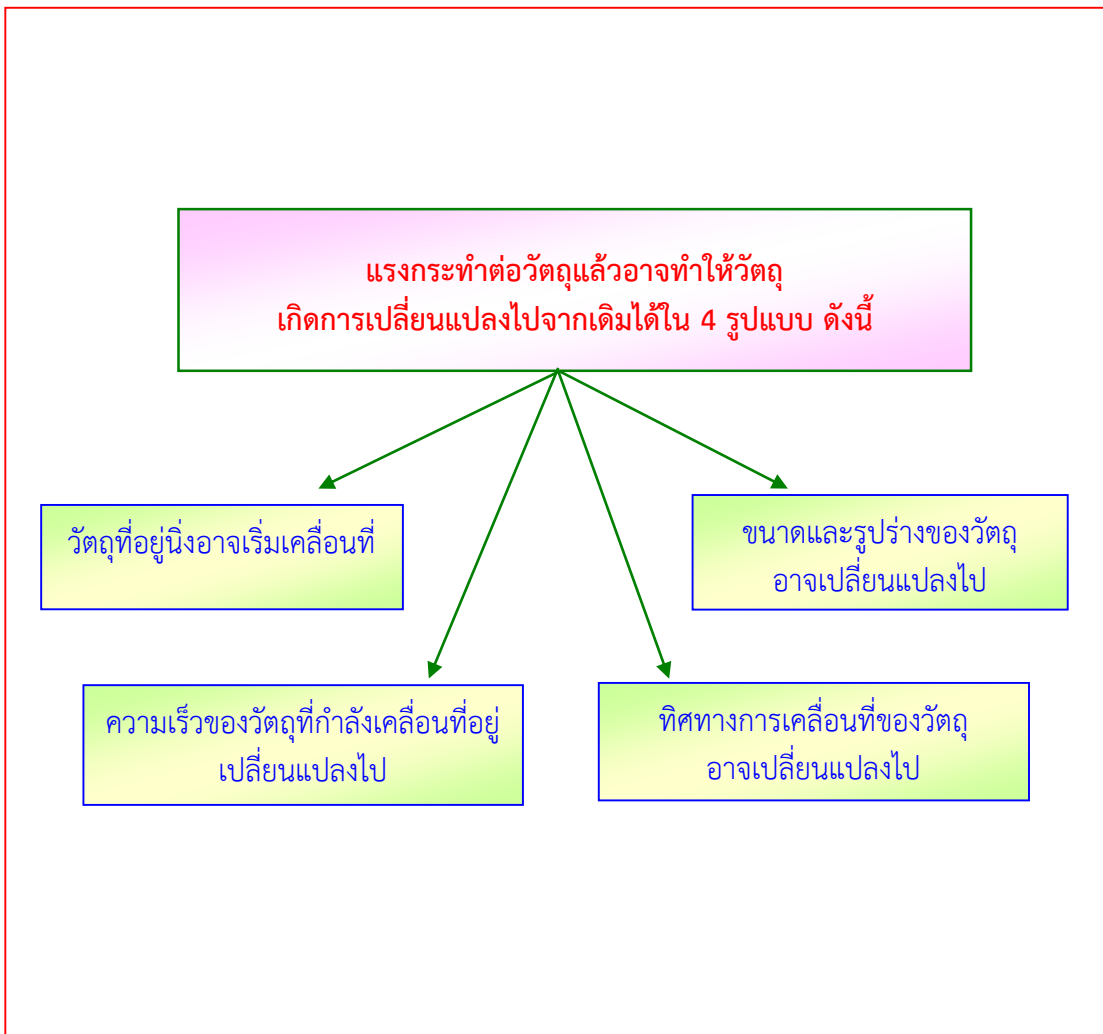 แรงกระทำต่อวัตถุแล้วอาจทำให้วัตถุ
เกิดการเปลี่ยนแปลงไปจากเดิมได้ใน 4 รูปแบบ ดังนี้
วัตถุที่อยู่นิ่งอาจเริ่มเคลื่อนที่
ขนาดและรูปร่างของวัตถุ
อาจเปลี่ยนแปลงไป
ความเร็วของวัตถุที่กำลังเคลื่อนที่อยู่
เปลี่ยนแปลงไป
ทิศทางการเคลื่อนที่ของวัตถุ
อาจเปลี่ยนแปลงไป